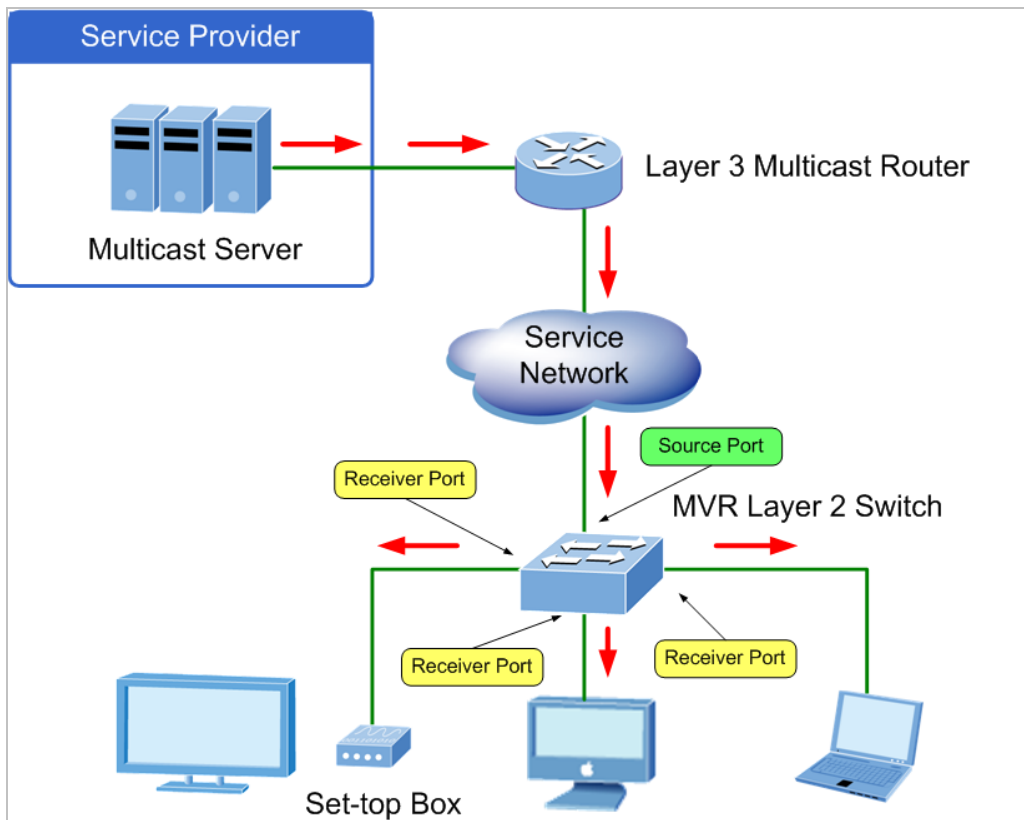 Service Provider
Multicast Server
Layer 3 Multicast Router
Service
Network
Source Port
Receiver Port
MVR Layer 2 Switch
Receiver Port
Receiver Port
Set-top Box